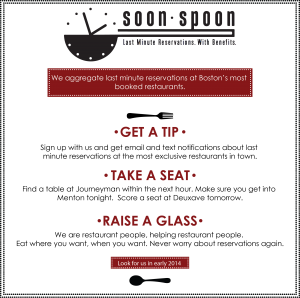 soon · spoon
Last Minute Reservations. With Benefits.
We aggregate last minute reservations at Boston's most
booked restaurants.
• GET A TIP •
Sign up with us and get email and text notifications about last
minute reservations at the most exclusive restaurants in town.
• TAKE A SEAT •
Find a table at Journeyman within the next hour. Make sure you get into
Menton tonight. Score a seat at Deuxave tomorrow.
• RAISE A GLASS •
We are restaurant people, helping restaurant people.
Eat where you want, when you want. Never worry about reservations again.
Look for us in early 2014